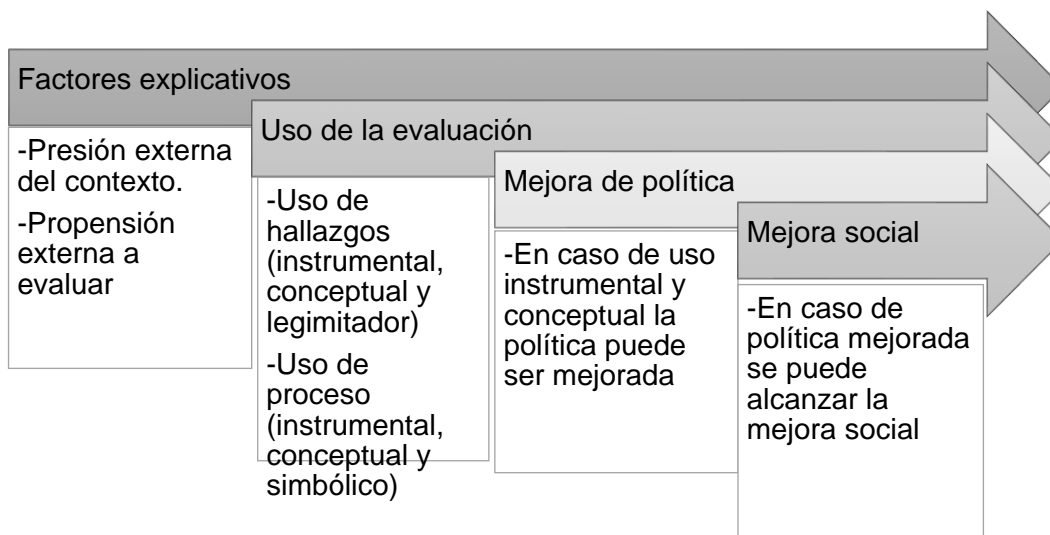 Factores explicativos
-Presión externa
del contexto.
-Propensión
externa a
evaluar
Uso de la evaluación
-Uso de
hallazgos
(instrumental,
conceptual y
legimitador)
-Uso de
proceso
(instrumental,
conceptual y
simbólico)
Mejora de política
-En caso de uso
instrumental y
conceptual la
política puede
ser mejorada
Mejora social
-En caso de
política mejorada
se puede
alcanzar la
mejora social